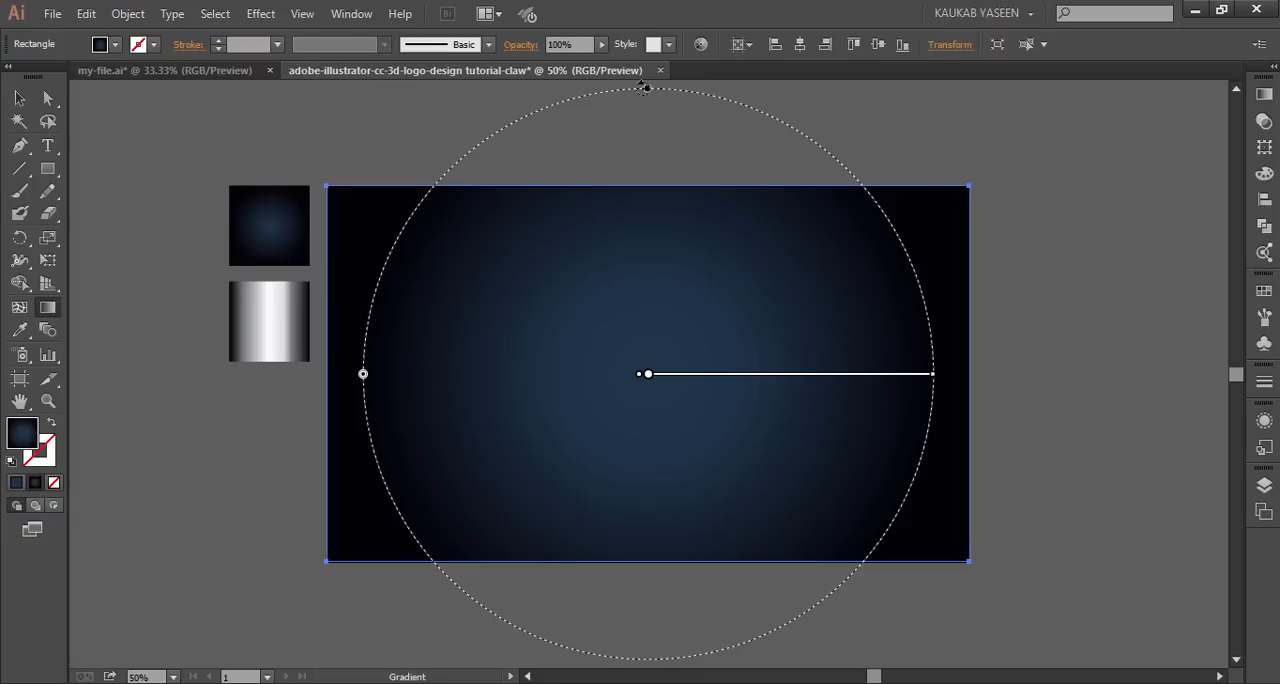 Ai File Edit Object Type Select Effect View Window Help Br KAUKAB YASEEN
Rectangle Stroke: Basic Opacity: 100% Style: Transform
my-file.ai* @ 33.33% (RGB/Preview) × adobe-illustrator-cc-3d-logo-design tutorial-claw* @ 50% (RGB/Preview) ×
T
50% 1 Gradient